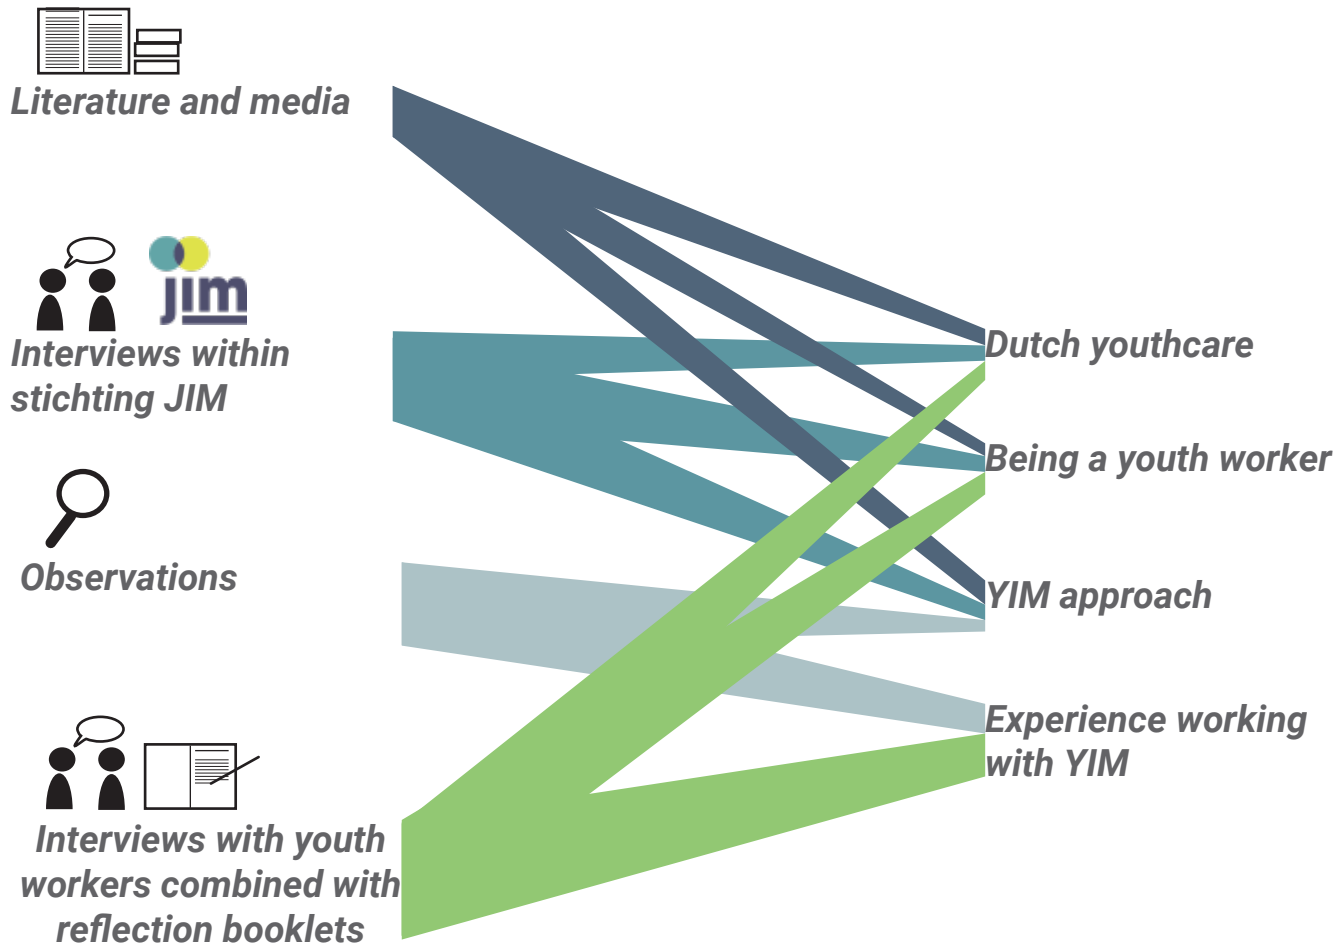 Literature and media
jim
Interviews within
stichting JIM
Observations
Interviews with youth
workers combined with
reflection booklets
Dutch youthcare
Being a youth worker
YIM approach
Experience working
with YIM